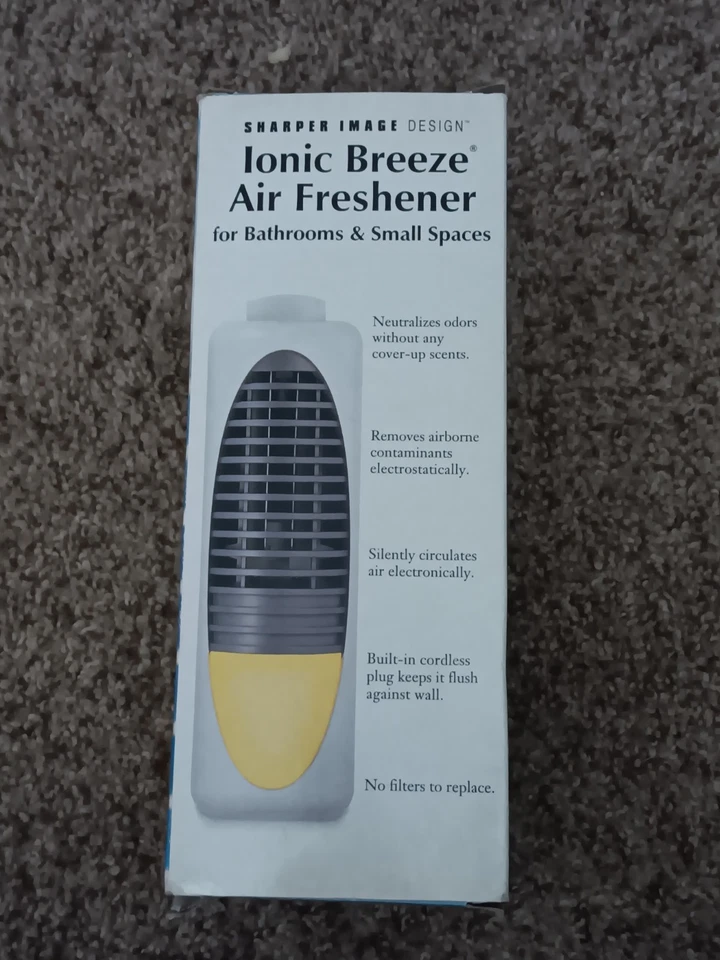 SHARPER IMAGE DESIGN™
Ionic Breeze®
Air Freshener
for Bathrooms & Small Spaces
Neutralizes odors
without any
cover-up scents.
Removes airborne
contaminants
electrostatically.
Silently circulates
air electronically.
Built-in cordless
plug keeps it flush
against wall.
No filters to replace.